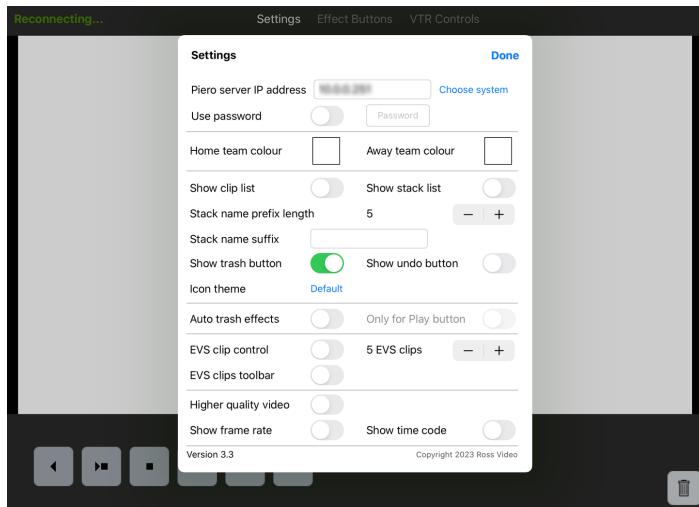 Reconnecting... Settings Effect Buttons VTR Controls
Settings Done
Piero server IP address Choose system
Use password Password
Home team colour Away team colour
Show clip list Show stack list
Stack name prefix length 5 − +
Stack name suffix
Show trash button Show undo button
Icon theme Default
Auto trash effects Only for Play button
EVS clip control 5 EVS clips − +
EVS clips toolbar
Higher quality video
Show frame rate Show time code
Version 3.3 Copyright 2023 Ross Video